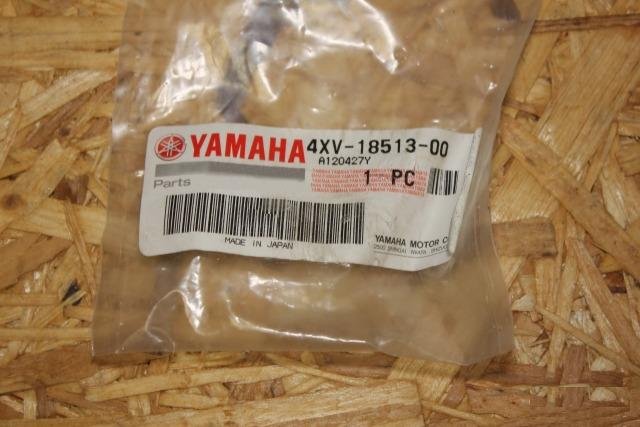 YAMAHA 4XV-18513-00
A120427Y
Parts
1 PC
MADE IN JAPAN
YAMAHA MOTOR C